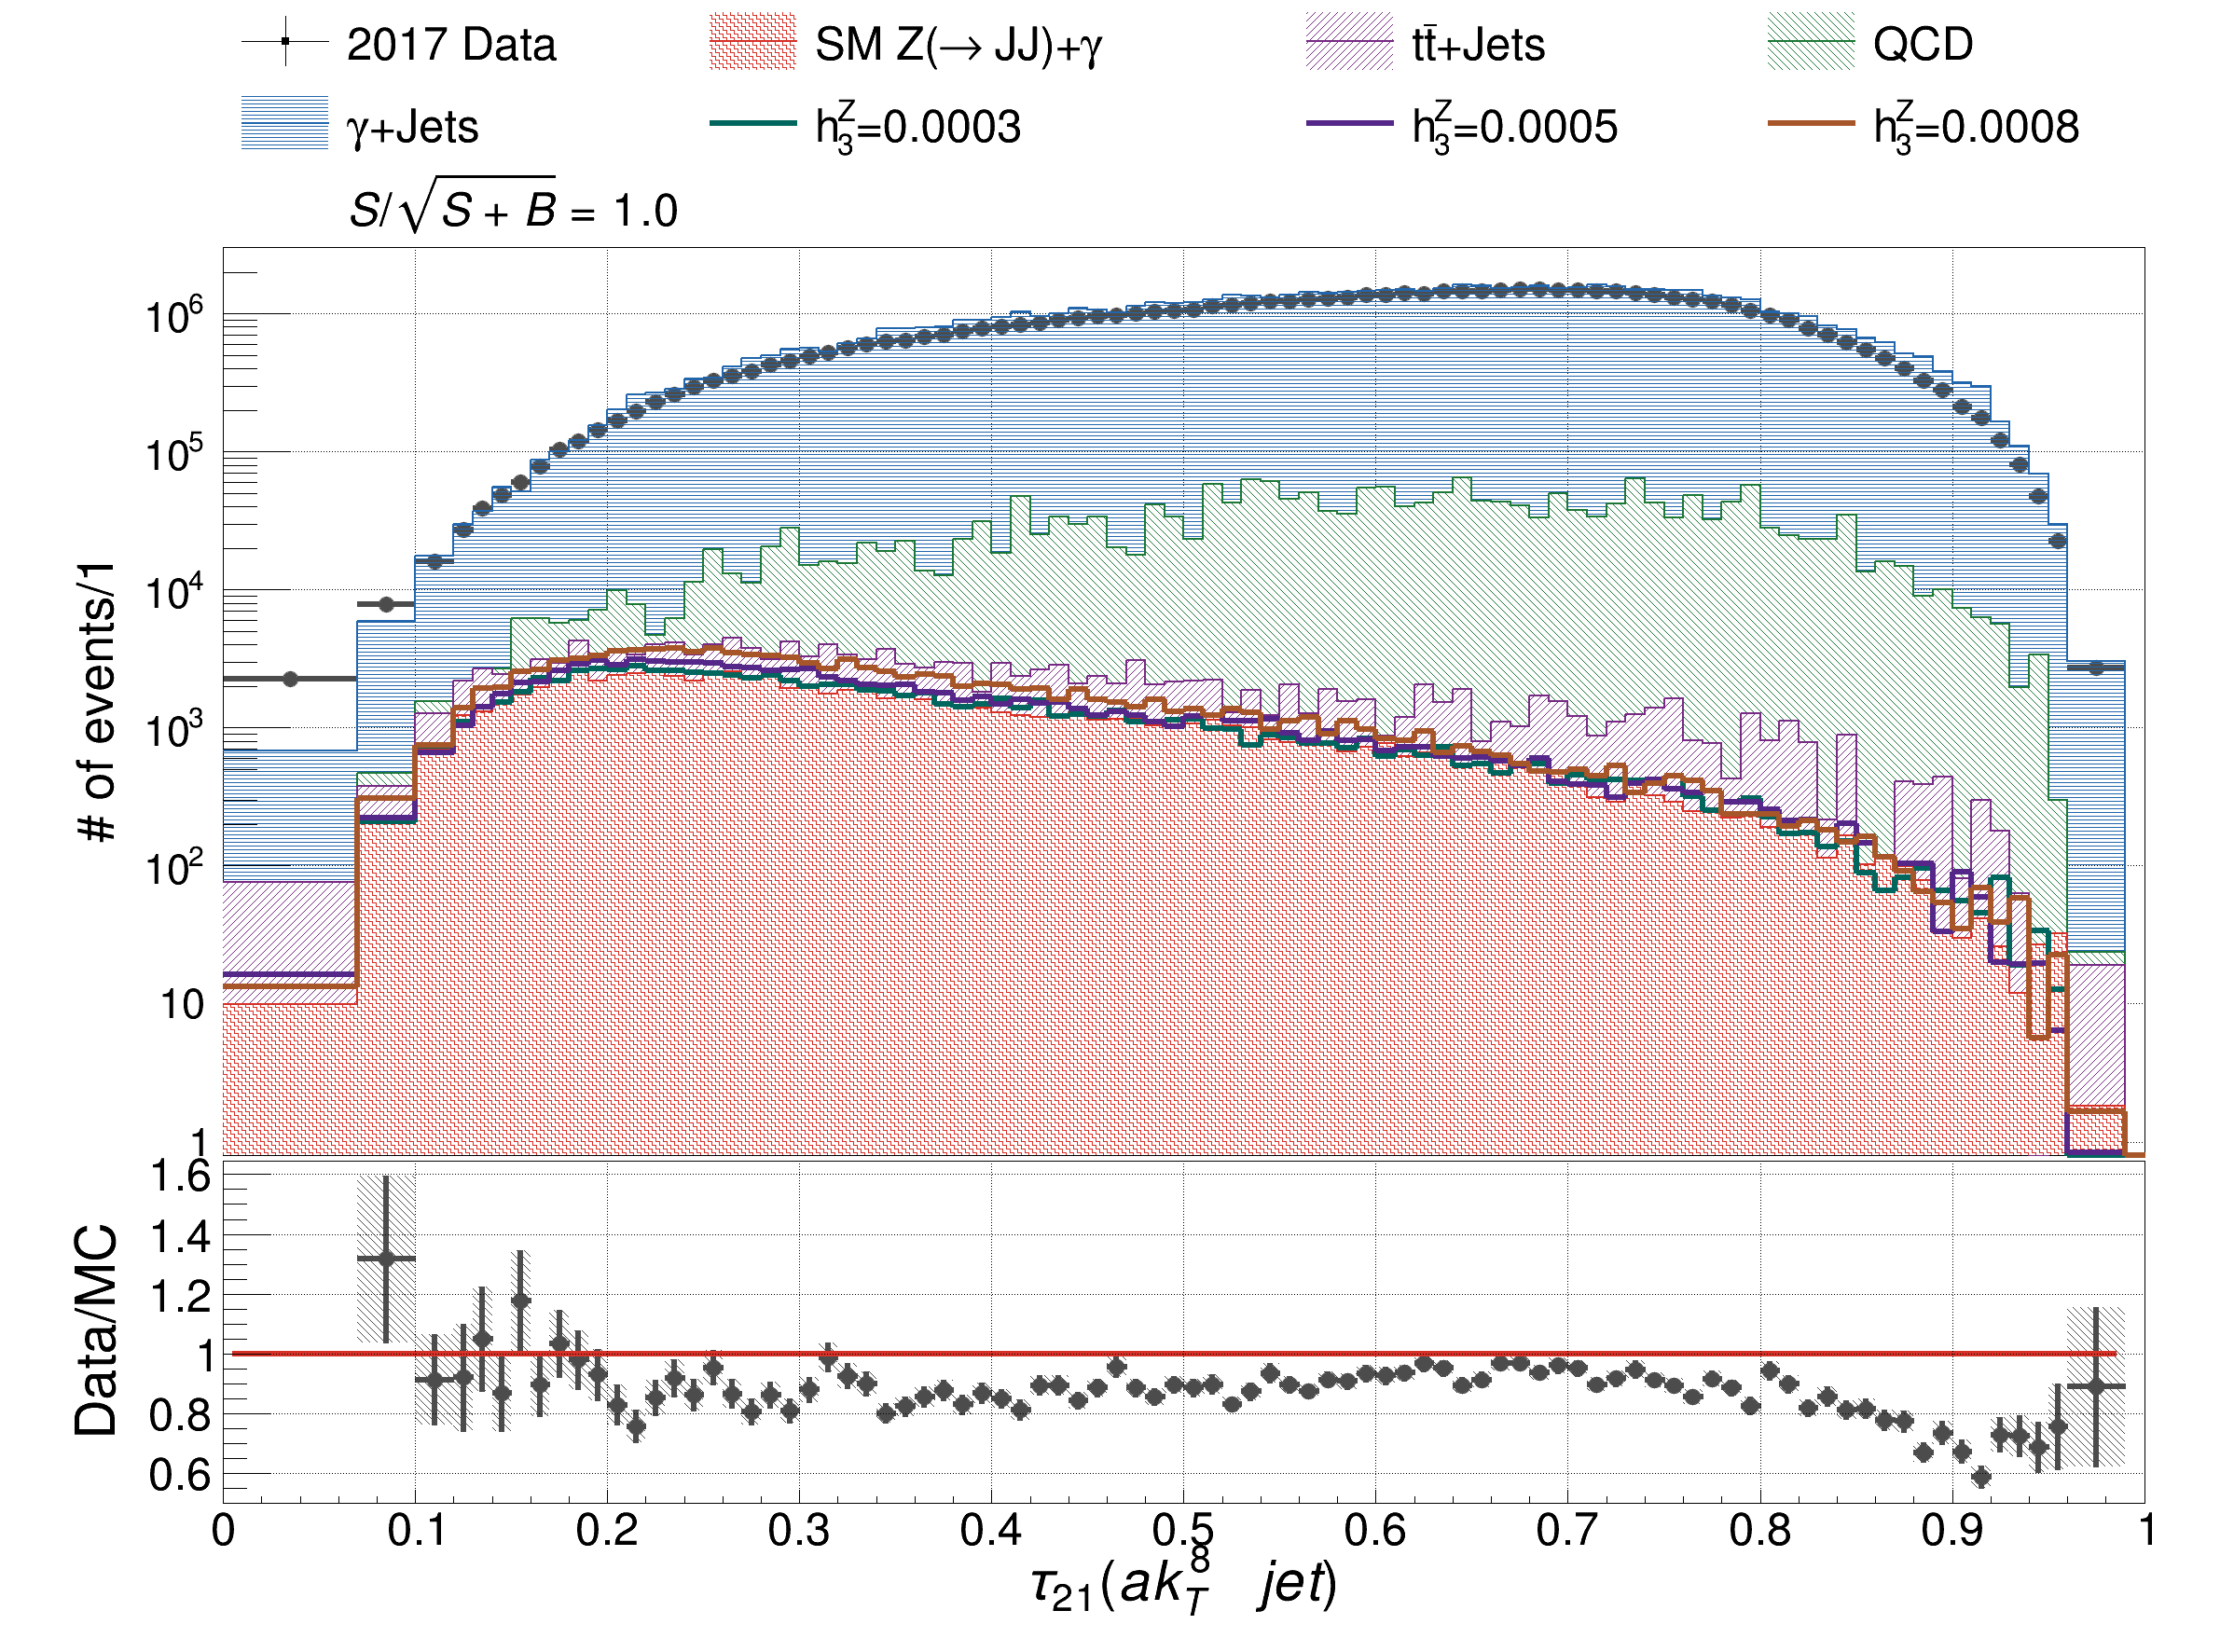 2017 Data SM Z(→ JJ)+γ tt̄+Jets QCD
γ+Jets h₃ᶻ=0.0003 h₃ᶻ=0.0005 h₃ᶻ=0.0008
S/√(S + B) = 1.0
# of events/1
10⁶
10⁵
10⁴
10³
10²
10
1
Data/MC
1.6
1.4
1.2
1
0.8
0.6
0 0.1 0.2 0.3 0.4 0.5 0.6 0.7 0.8 0.9 1
τ₂₁(ak_T^8 jet)